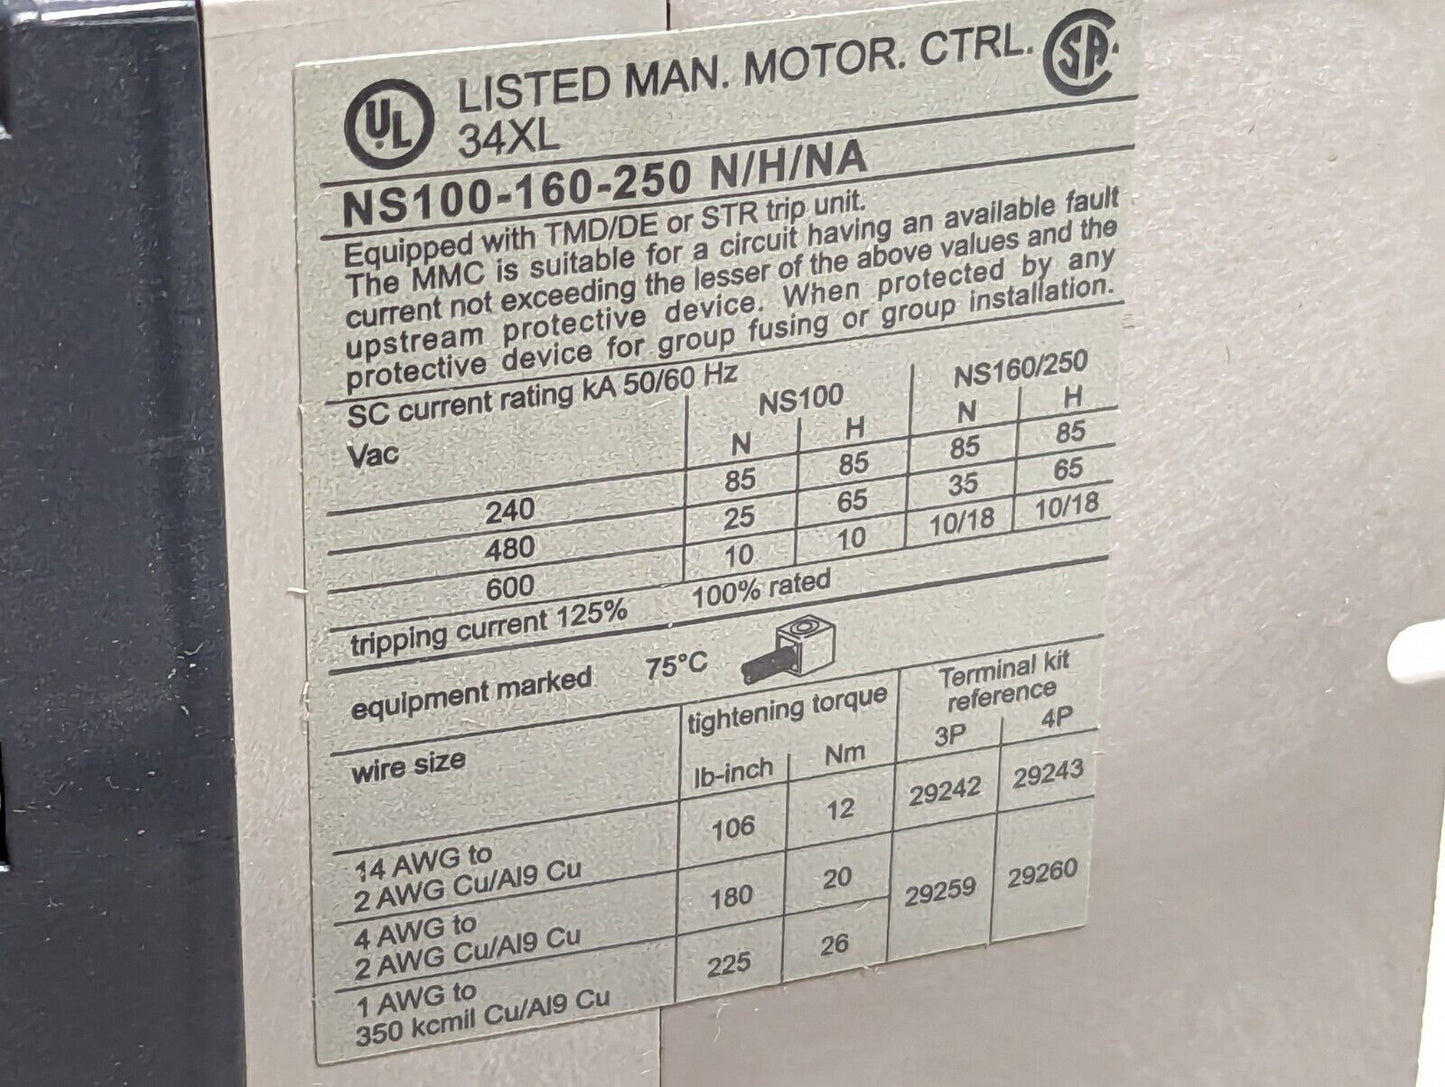 UL LISTED MAN. MOTOR. CTRL. SA.
34XL
NS100-160-250 N/H/NA
Equipped with TMD/DE or STR trip unit.
The MMC is suitable for a circuit having an available fault
current not exceeding the lesser of the above values and the
upstream protective device. When protected by any
protective device for group fusing or group installation.
SC current rating kA 50/60 Hz NS100 NS160/250
Vac N H N H
240 85 85 85 85
480 25 65 35 65
600 10 10 10/18 10/18
tripping current 125% 100% rated
equipment marked 75°C
wire size tightening torque Terminal kit
reference
lb-inch Nm 3P 4P
14 AWG to
2 AWG Cu/Al9 Cu 106 12 29242 29243
4 AWG to
2 AWG Cu/Al9 Cu 180 20 29259 29260
1 AWG to
350 kcmil Cu/Al9 Cu 225 26